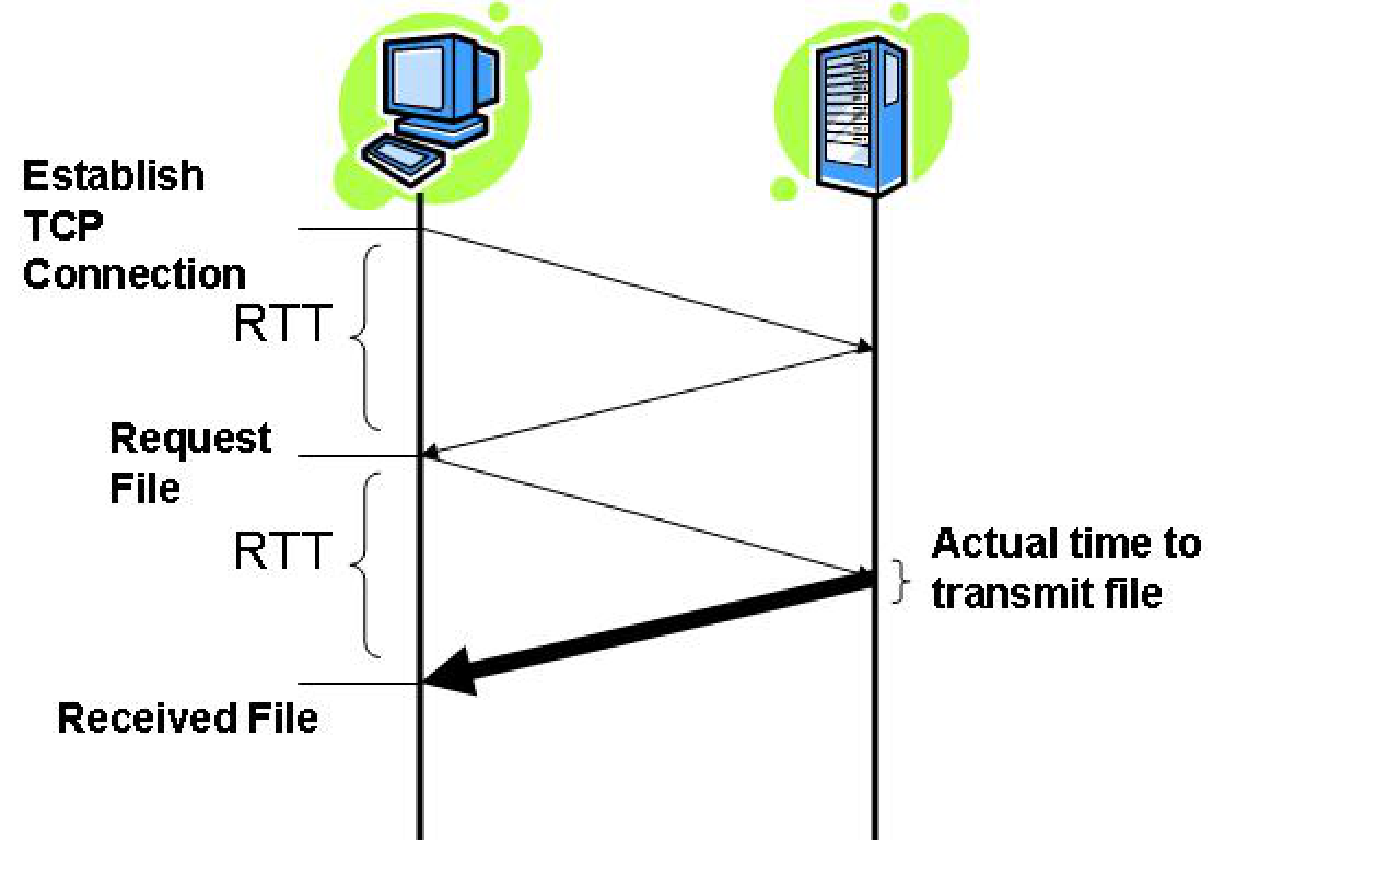 Establish
TCP
Connection
RTT
Request
File
RTT
Actual time to
transmit file
Received File